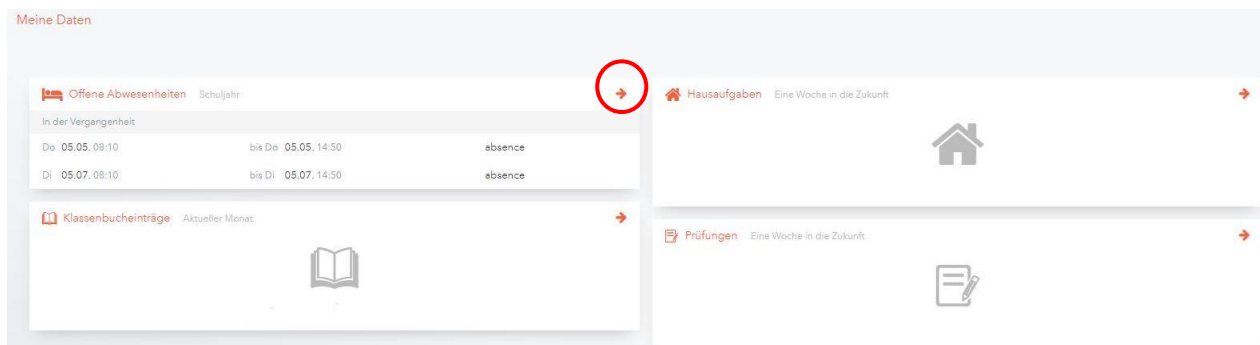 Meine Daten
Offene Abwesenheiten Schuljahr
In der Vergangenheit
Do 05.05. 08:10 bis Do 05.05. 14:50 absence
Di 05.07. 08:10 bis Di 05.07. 14:50 absence
Klassenbucheinträge Aktueller Monat
Hausaufgaben Eine Woche in die Zukunft
Prüfungen Eine Woche in die Zukunft